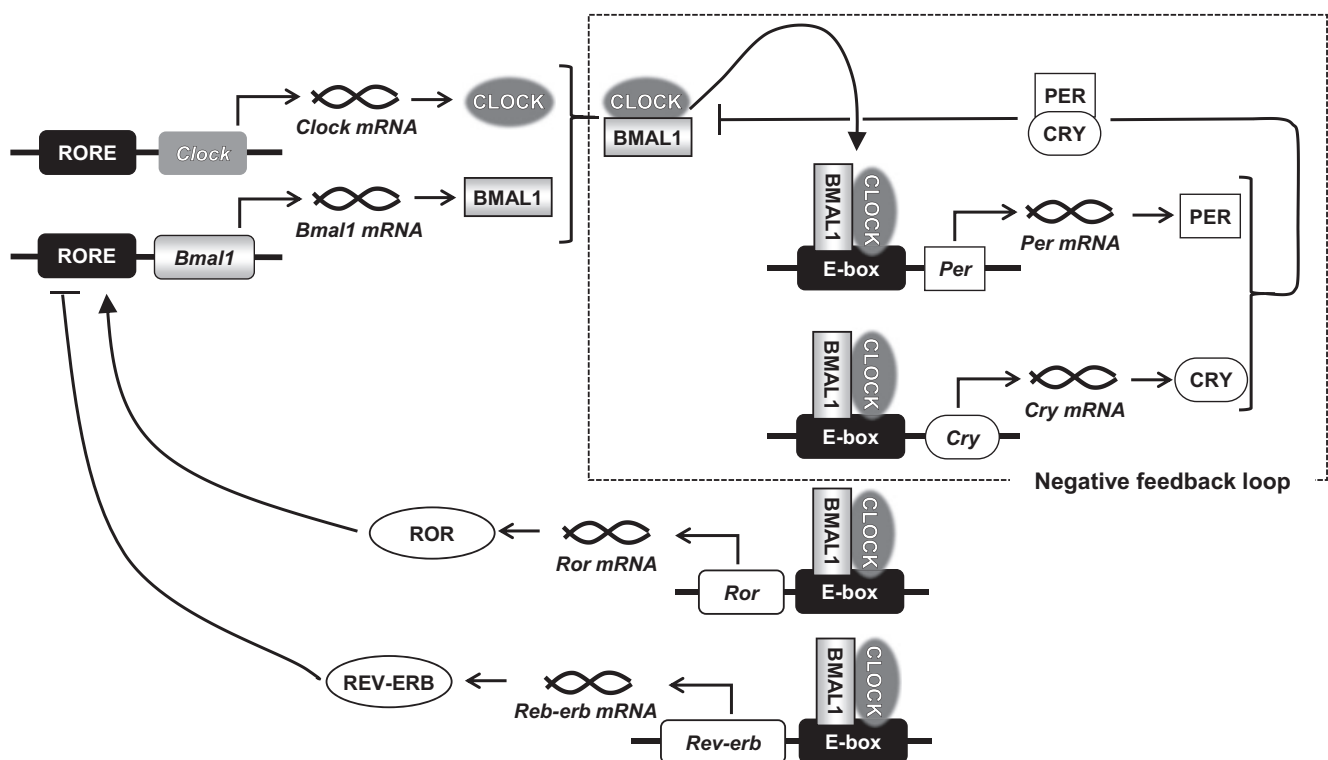 CLOCK
Clock mRNA
RORE
Clock
BMAL1
Bmal1 mRNA
RORE
Bmal1
CLOCK
BMAL1
PER
CRY
BMAL1
CLOCK
PER
Per mRNA
E-box
Per
BMAL1
CLOCK
CRY
Cry mRNA
E-box
Cry
Negative feedback loop
BMAL1
CLOCK
ROR
Ror mRNA
Ror
E-box
BMAL1
CLOCK
REV-ERB
Reb-erb mRNA
Rev-erb
E-box